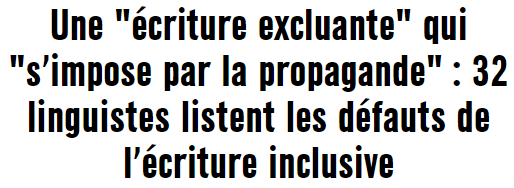 Une "écriture excluante" qui
"s’impose par la propagande" : 32
linguistes listent les défauts de
l’écriture inclusive